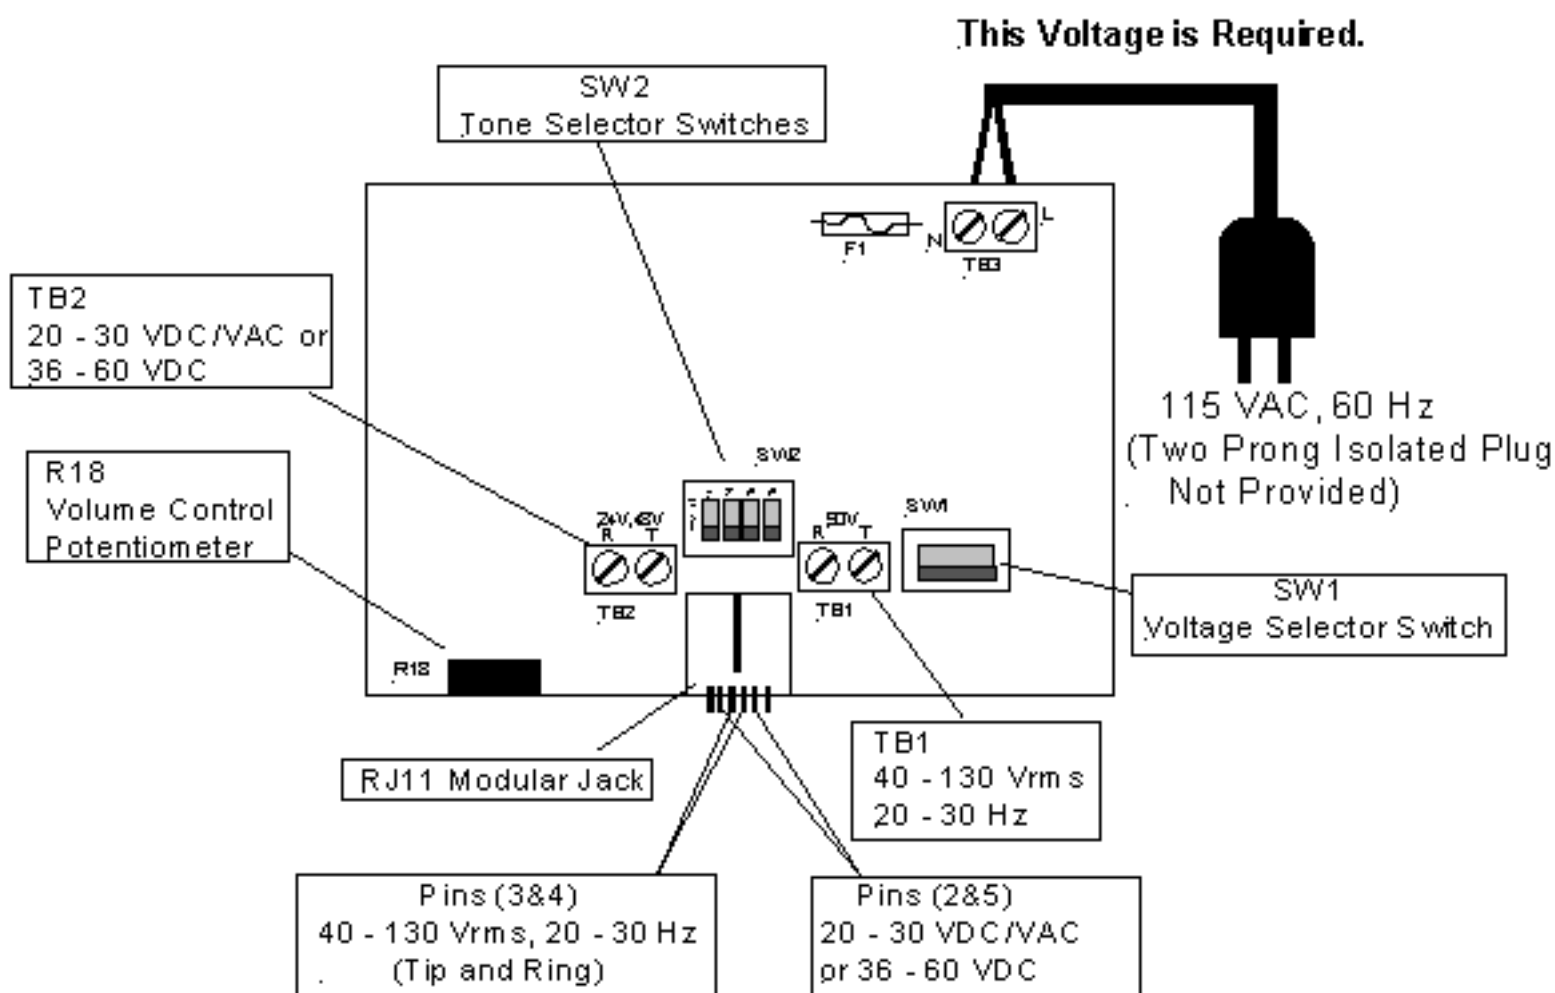 This Voltage is Required.
SW2
Tone Selector Switches
L
N
F1
TB3
TB2
20 - 30 VDC/VAC or
36 - 60 VDC
115 VAC, 60 Hz
(Two Prong Isolated Plug
Not Provided)
R18
Volume Control
Potentiometer
SW2
24V, 48V
R T
TB2
90V
R T
TB1
SW1
SW1
Voltage Selector Switch
R18
RJ11 Modular Jack
TB1
40 - 130 Vrms
20 - 30 Hz
Pins (3&4)
40 - 130 Vrms, 20 - 30 Hz
(Tip and Ring)
Pins (2&5)
20 - 30 VDC/VAC
or 36 - 60 VDC